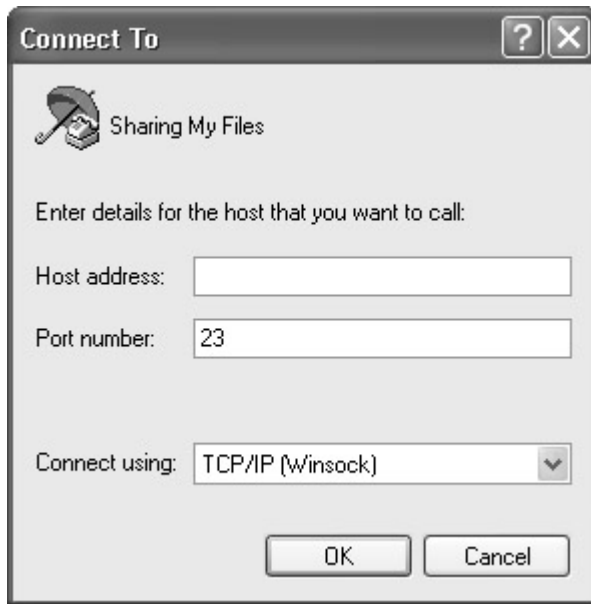 Connect To
Sharing My Files
Enter details for the host that you want to call:
Host address:
Port number: 23
Connect using: TCP/IP (Winsock)
OK Cancel